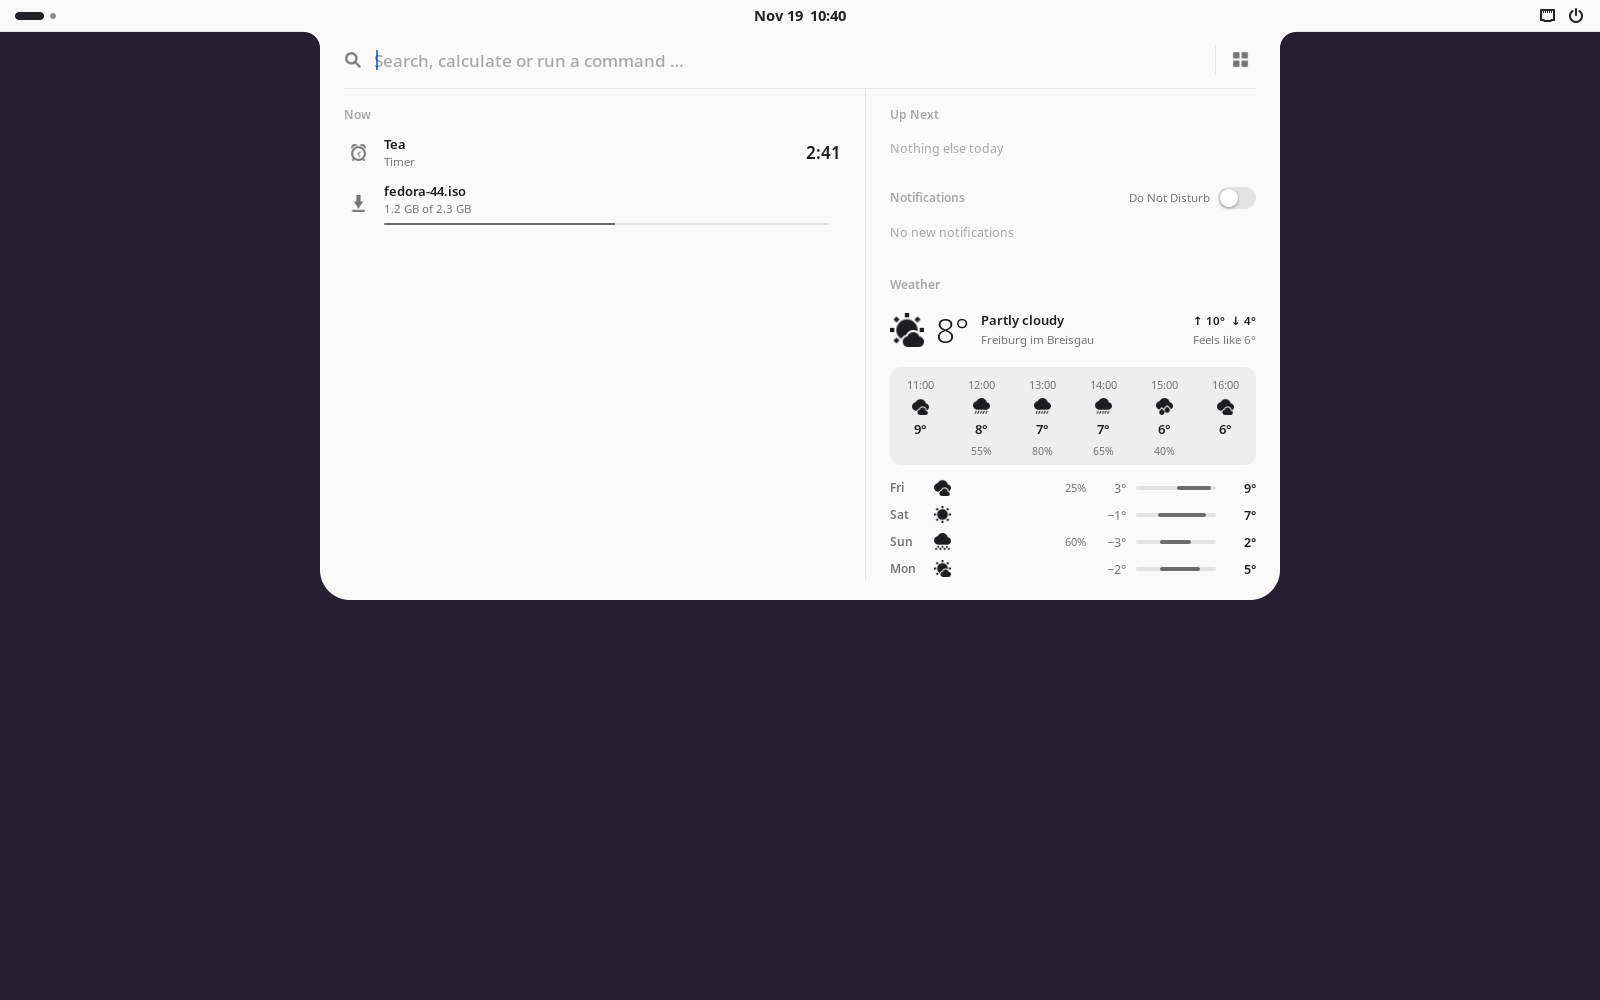 Nov 19 10:40
Search, calculate or run a command ...
Now
Tea
Timer
2:41
fedora-44.iso
1.2 GB of 2.3 GB
Up Next
Nothing else today
Notifications
Do Not Disturb
No new notifications
Weather
8°
Partly cloudy
Freiburg im Breisgau
↑ 10° ↓ 4°
Feels like 6°
11:00 12:00 13:00 14:00 15:00 16:00
9° 8° 7° 7° 6° 6°
55% 80% 65% 40%
Fri 25% 3° 9°
Sat −1° 7°
Sun 60% −3° 2°
Mon −2° 5°